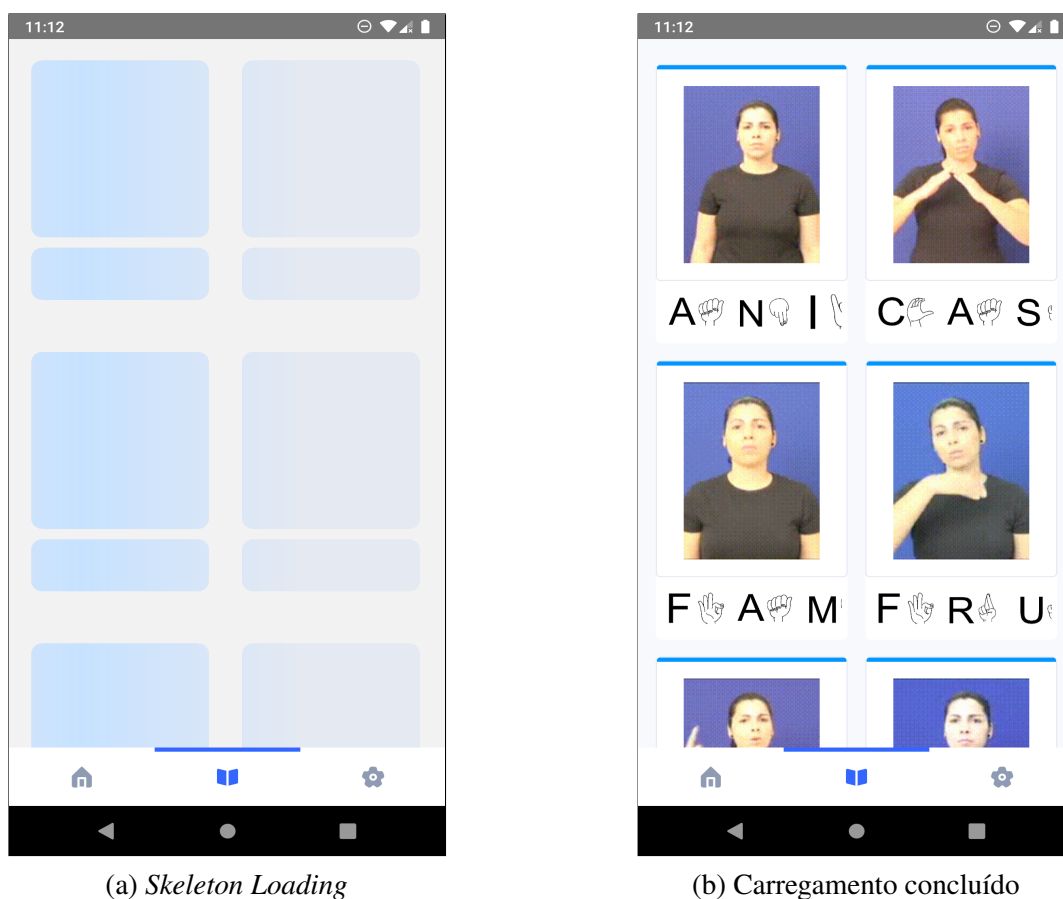 11:12
11:12
A N I
C A S
F A M
F R U
(a) Skeleton Loading
(b) Carregamento concluído